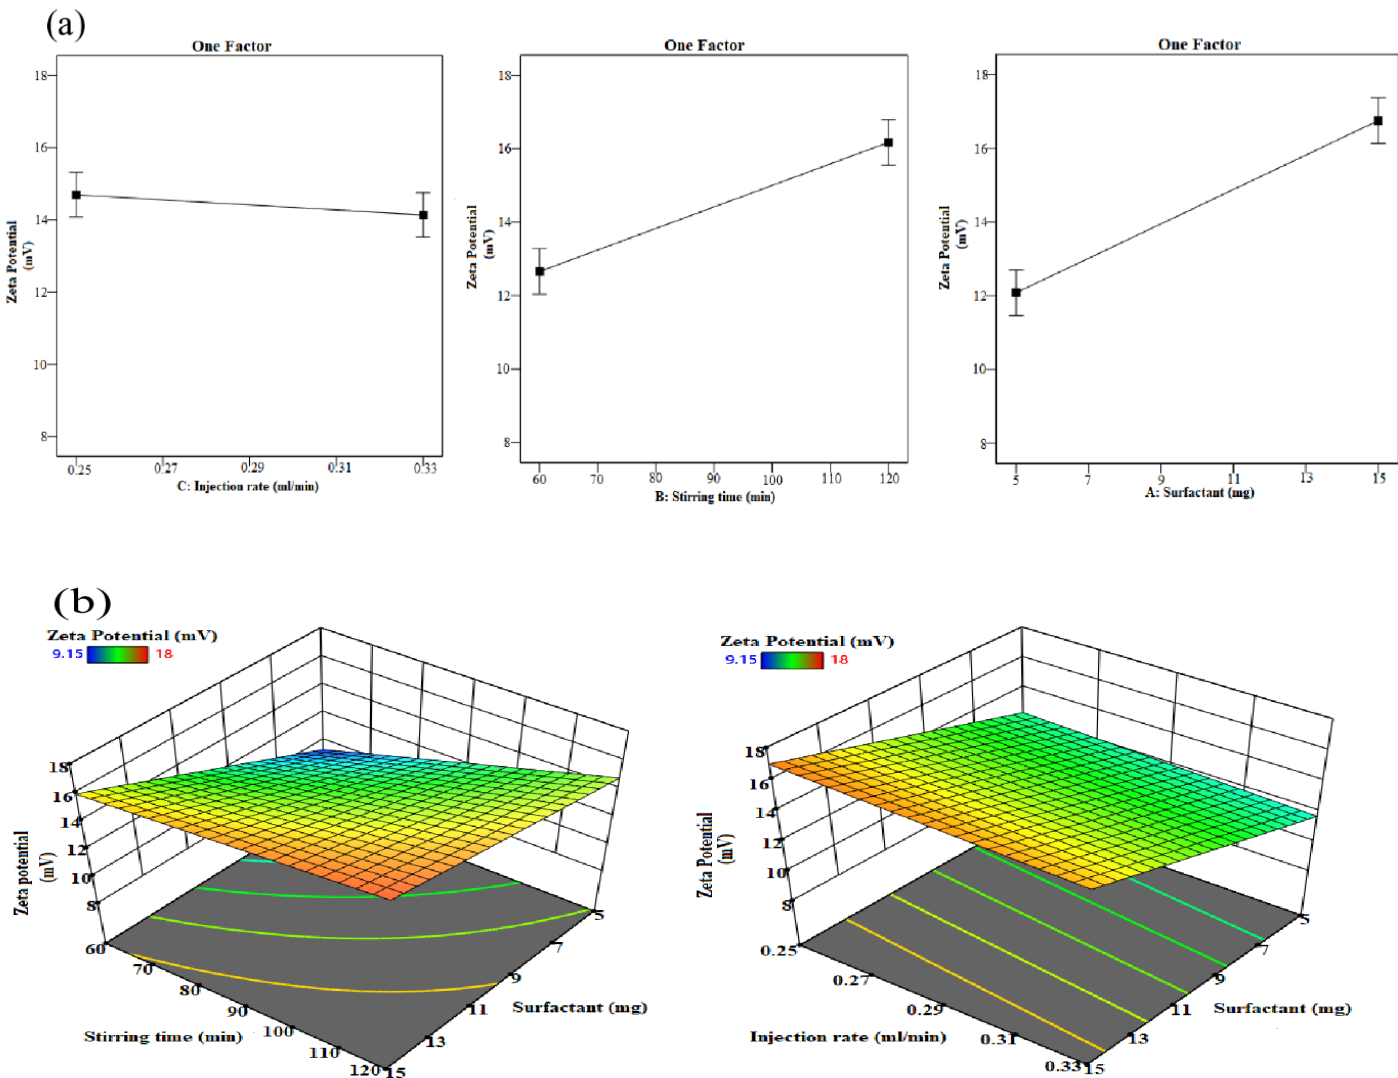 (a)
One Factor
18
16
14
12
10
8
Zeta Potential
(mV)
0.25 0.27 0.29 0.31 0.33
C: Injection rate (ml/min)
One Factor
18
16
14
12
10
8
Zeta Potential
(mV)
60 70 80 90 100 110 120
B: Stirring time (min)
One Factor
18
16
14
12
10
8
Zeta Potential
(mV)
5 7 9 11 13 15
A: Surfactant (mg)
(b)
Zeta Potential (mV)
9.15 18
18
16
14
12
10
8
Zeta potential
(mV)
60
70
80
90
100
110
120
Stirring time (min)
5
7
9
11
13
15
Surfactant (mg)
Zeta Potential (mV)
9.15 18
18
16
14
12
10
8
Zeta Potential
(mV)
0.25
0.27
0.29
0.31
0.33
Injection rate (ml/min)
5
7
9
11
13
15
Surfactant (mg)